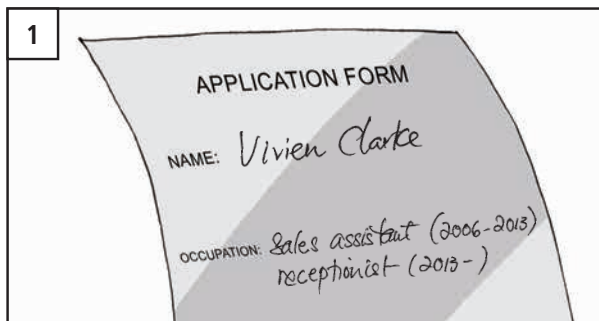 1
APPLICATION FORM
NAME: Vivien Clarke
OCCUPATION: Sales assistant (2006-2013)
receptionist (2013-)